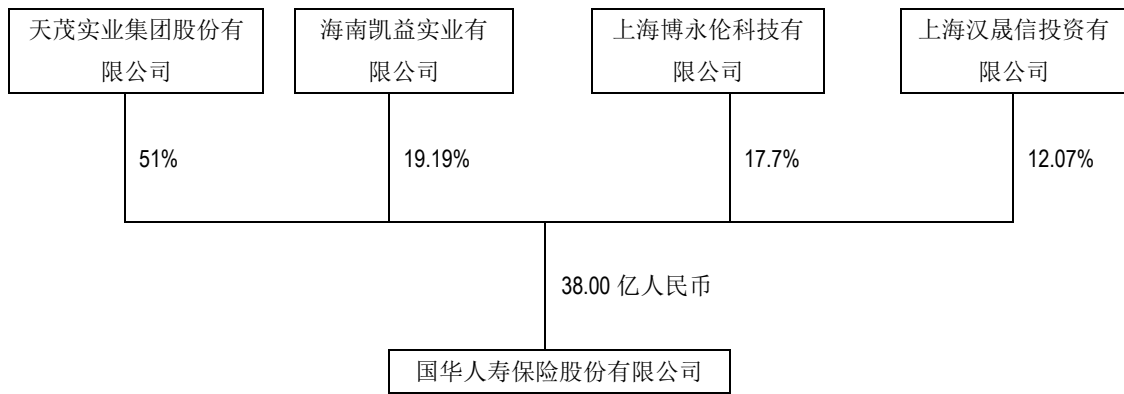 天茂实业集团股份有
限公司
海南凯益实业有
限公司
上海博永伦科技有
限公司
上海汉晟信投资有
限公司
51%
19.19%
17.7%
12.07%
38.00 亿人民币
国华人寿保险股份有限公司